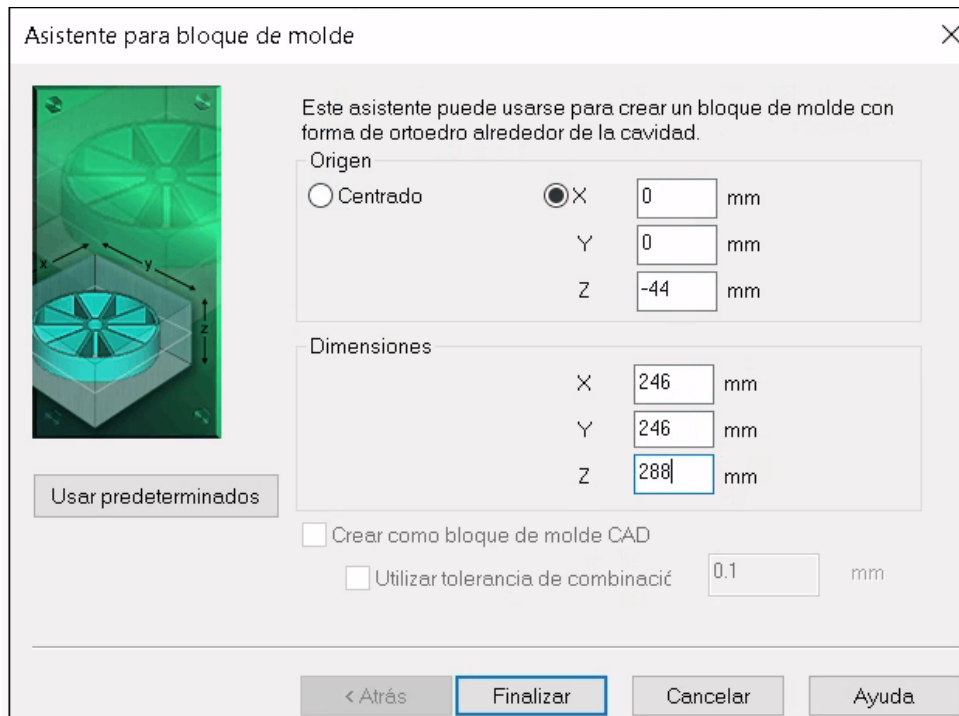 Asistente para bloque de molde
Este asistente puede usarse para crear un bloque de molde con
forma de ortoedro alrededor de la cavidad.
Origen
Centrado X 0 mm
Y 0 mm
Z -44 mm
x y z
Dimensiones
X 246 mm
Y 246 mm
Z 288 mm
Usar predeterminados
Crear como bloque de molde CAD
Utilizar tolerancia de combinació 0.1 mm
< Atrás Finalizar Cancelar Ayuda